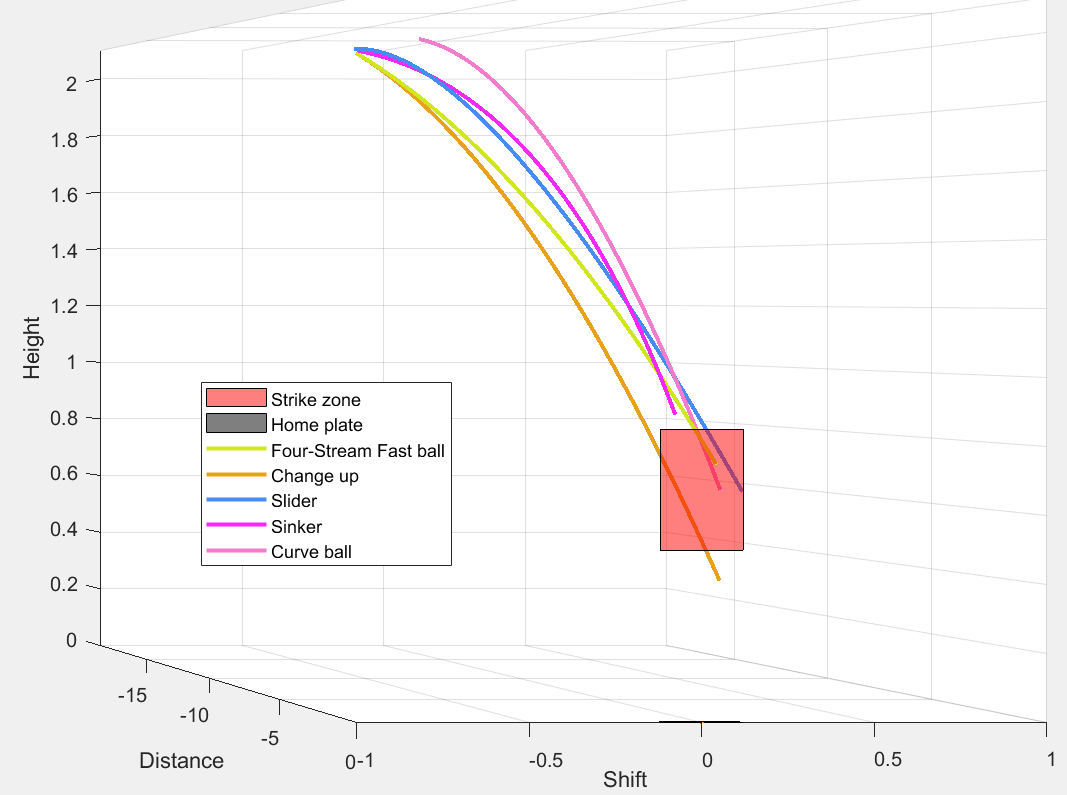 2
1.8
1.6
1.4
1.2
1
0.8
0.6
0.4
0.2
0
Height
Strike zone
Home plate
Four-Stream Fast ball
Change up
Slider
Sinker
Curve ball
-15
-10
-5
0
Distance
-1
-0.5
0
0.5
1
Shift